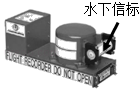 水下信标
FLIGHT RECORDER DO NOT OPEN